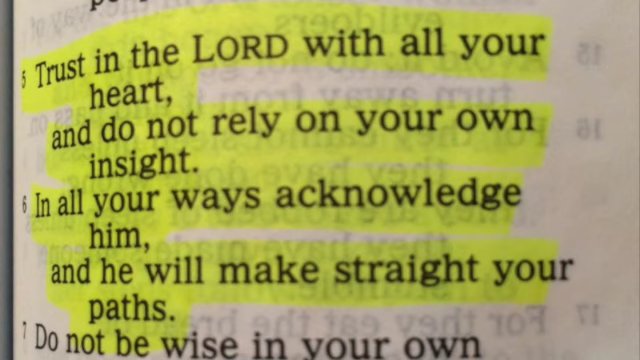 5 Trust in the LORD with all your
heart,
and do not rely on your own
insight.
6 In all your ways acknowledge
him,
and he will make straight your
paths.
7 Do not be wise in your own